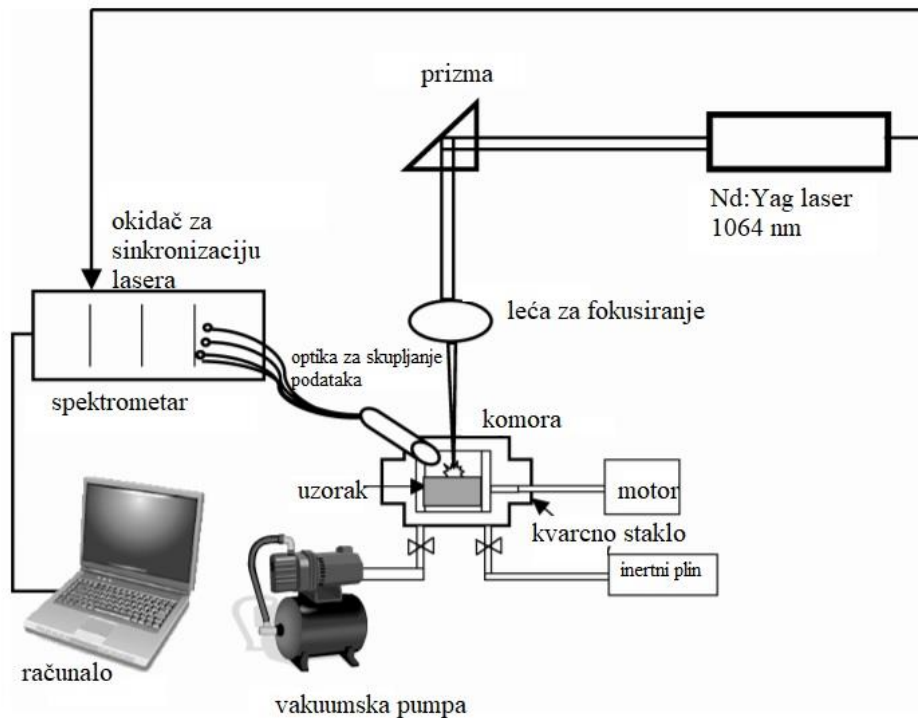 prizma
Nd:Yag laser
1064 nm
okidač za
sinkronizaciju
lasera
leća za fokusiranje
optika za skupljanje
podataka
spektrometar
komora
uzorak
motor
kvarcno staklo
inertni plin
računalo
vakuumska pumpa